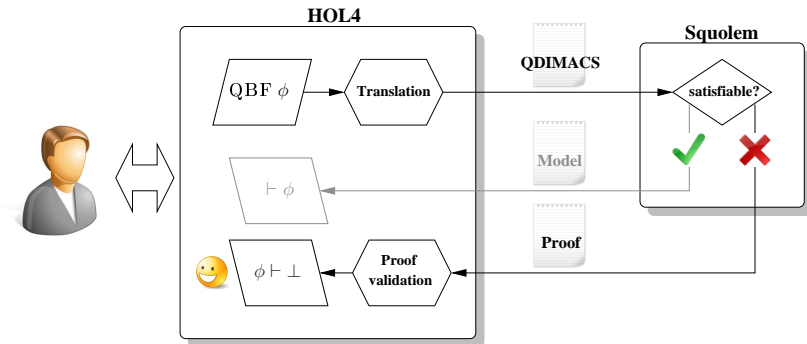 HOL4
Squolem
QBF ϕ
Translation
QDIMACS
satisfiable?
⊢ ϕ
Model
ϕ ⊢ ⊥
Proof
validation
Proof